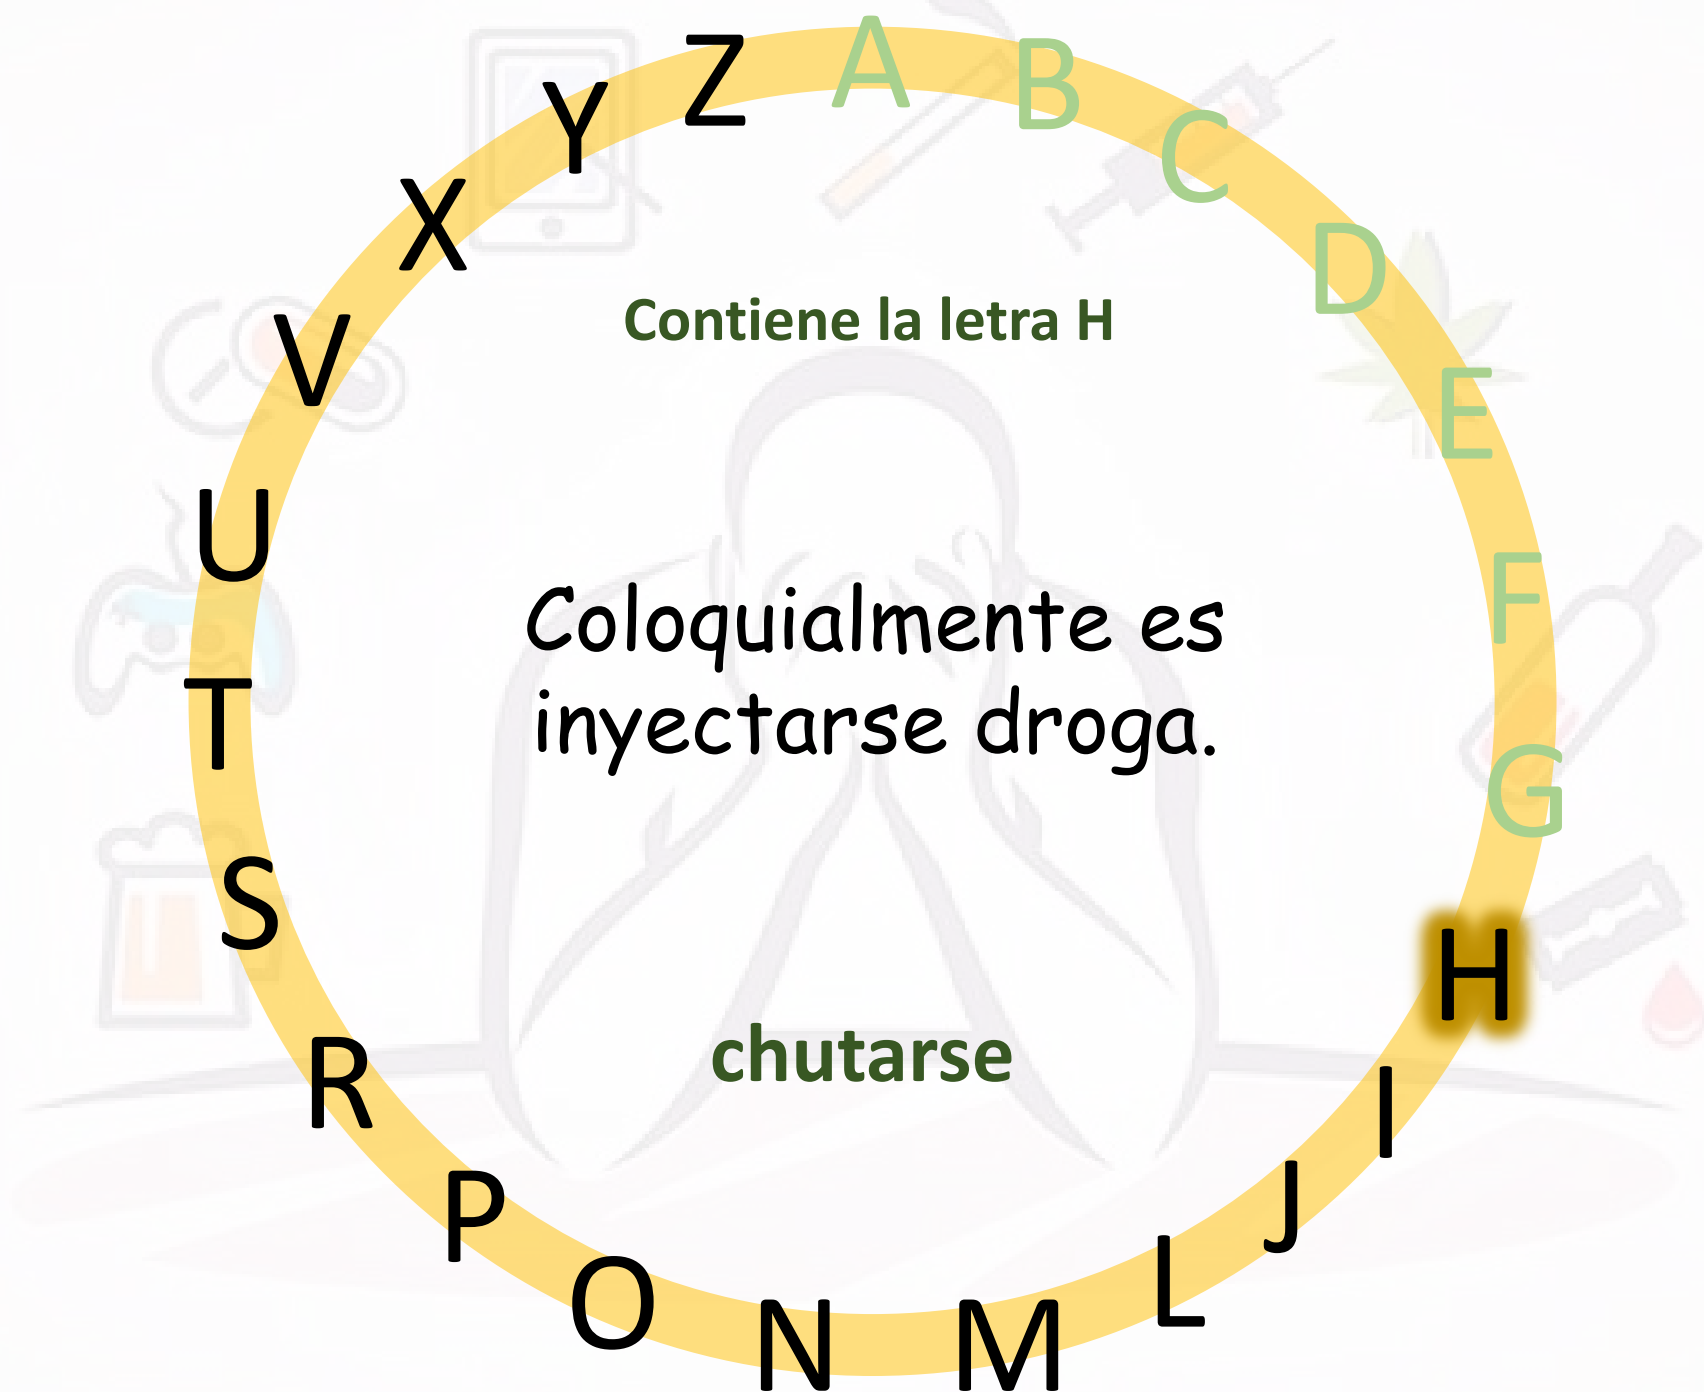 Z
A
B
Y
C
X
D
Contiene la letra H
V
E
U
F
Coloquialmente es
inyectarse droga.
T
G
S
H
chutarse
R
I
J
P
L
O
N
M